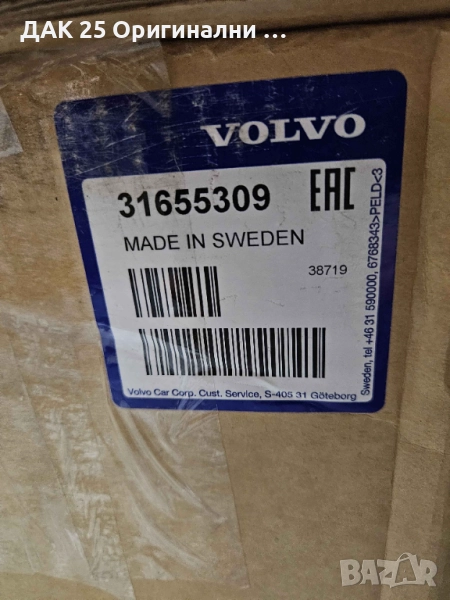 ДАК 25 Оригинални ...
VOLVO
31655309
EAC
MADE IN SWEDEN
38719
Volvo Car Corp. Cust. Service, S-405 31 Göteborg
Sweden, tel +46 31 590000, 6768343>PELD<3
BAZAR